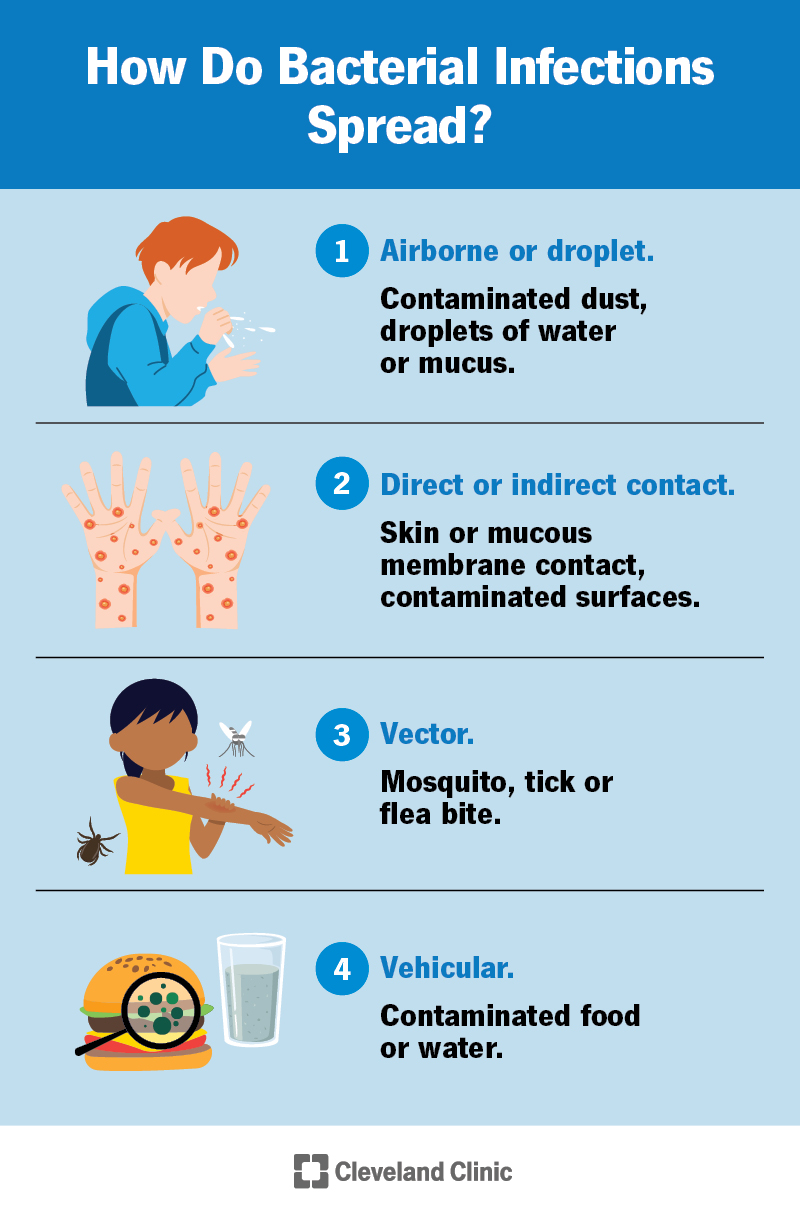 How Do Bacterial Infections
Spread?
1
Airborne or droplet.
Contaminated dust,
droplets of water
or mucus.
2
Direct or indirect contact.
Skin or mucous
membrane contact,
contaminated surfaces.
3
Vector.
Mosquito, tick or
flea bite.
4
Vehicular.
Contaminated food
or water.
Cleveland Clinic